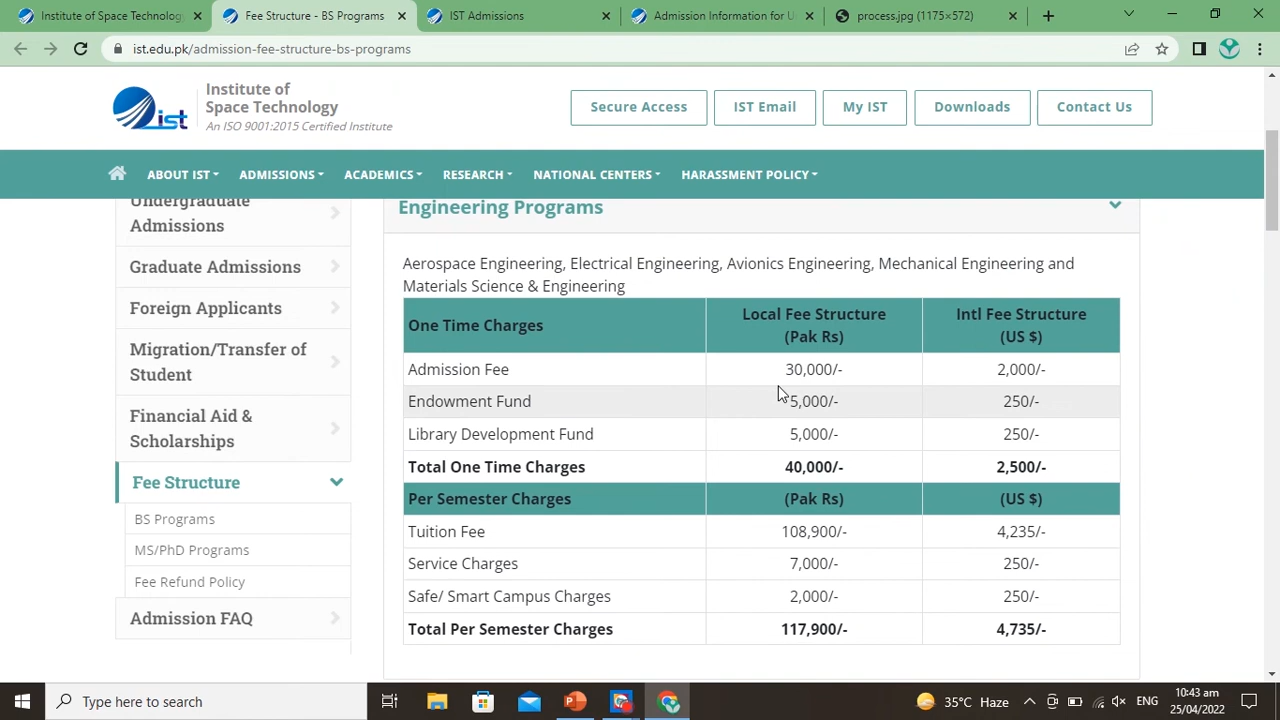 Institute of Space Technology
Fee Structure - BS Programs
IST Admissions
Admission Information for U
process.jpg (1175×572)
ist.edu.pk/admission-fee-structure-bs-programs
ist
Institute of
Space Technology
An ISO 9001:2015 Certified Institute
Secure Access
IST Email
My IST
Downloads
Contact Us
ABOUT IST
ADMISSIONS
ACADEMICS
RESEARCH
NATIONAL CENTERS
HARASSMENT POLICY
Undergraduate
Admissions
Graduate Admissions
Foreign Applicants
Migration/Transfer of
Student
Financial Aid &
Scholarships
Fee Structure
BS Programs
MS/PhD Programs
Fee Refund Policy
Admission FAQ
Engineering Programs
Aerospace Engineering, Electrical Engineering, Avionics Engineering, Mechanical Engineering and
Materials Science & Engineering
One Time Charges Local Fee Structure (Pak Rs) Intl Fee Structure (US $)
Admission Fee 30,000/- 2,000/-
Endowment Fund 5,000/- 250/-
Library Development Fund 5,000/- 250/-
Total One Time Charges 40,000/- 2,500/-
Per Semester Charges (Pak Rs) (US $)
Tuition Fee 108,900/- 4,235/-
Service Charges 7,000/- 250/-
Safe/ Smart Campus Charges 2,000/- 250/-
Total Per Semester Charges 117,900/- 4,735/-
Type here to search
35°C Haze
ENG
10:43 am
25/04/2022